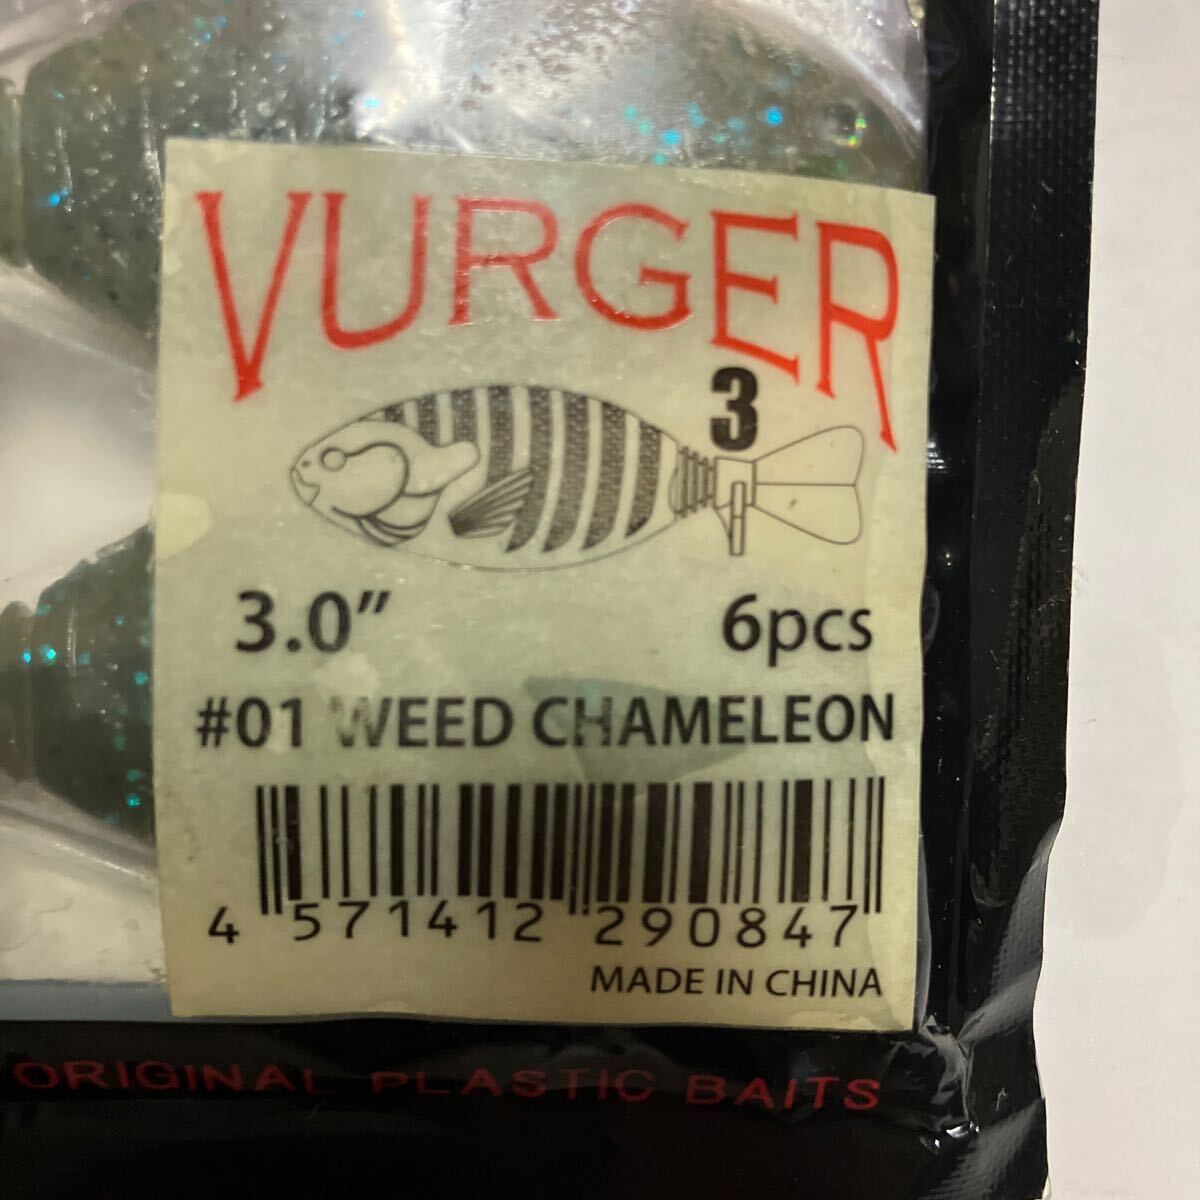 VURGER
3
3.0”
6pcs
#01 WEED CHAMELEON
4 571412 290847
MADE IN CHINA
ORIGINAL PLASTIC BAITS